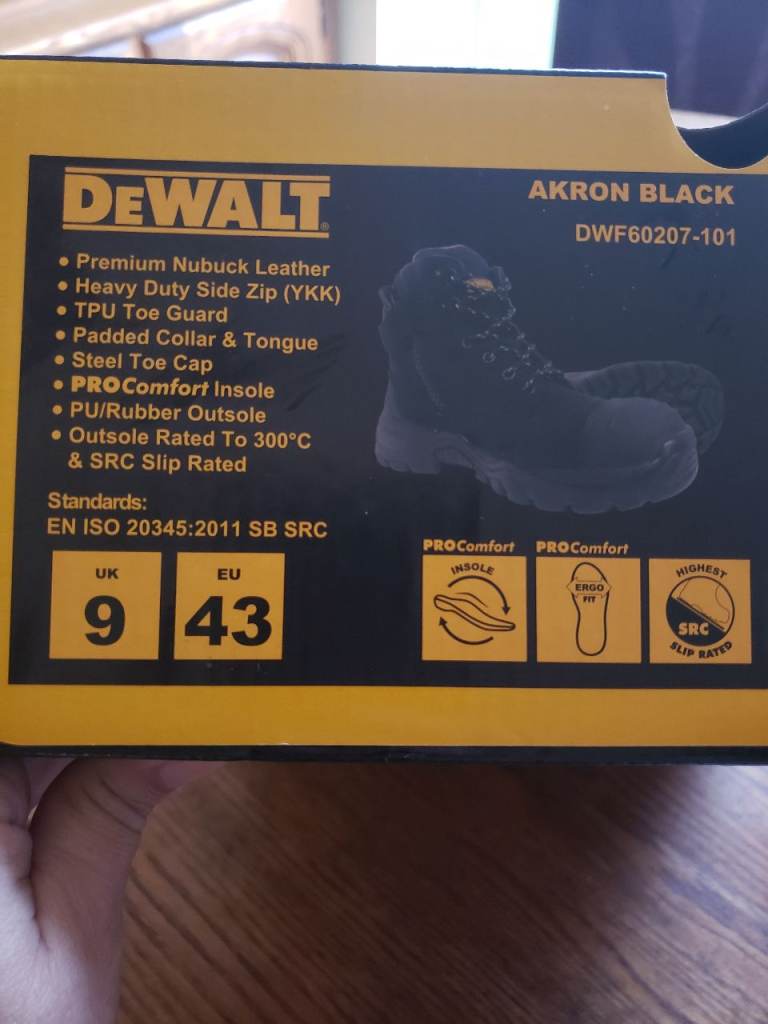 DEWALT®
AKRON BLACK
DWF60207-101
• Premium Nubuck Leather
• Heavy Duty Side Zip (YKK)
• TPU Toe Guard
• Padded Collar & Tongue
• Steel Toe Cap
• PROComfort Insole
• PU/Rubber Outsole
• Outsole Rated To 300°C
& SRC Slip Rated
Standards:
EN ISO 20345:2011 SB SRC
UK
9
EU
43
PROComfort
INSOLE
PROComfort
ERGO
FIT
HIGHEST
SRC
SLIP RATED